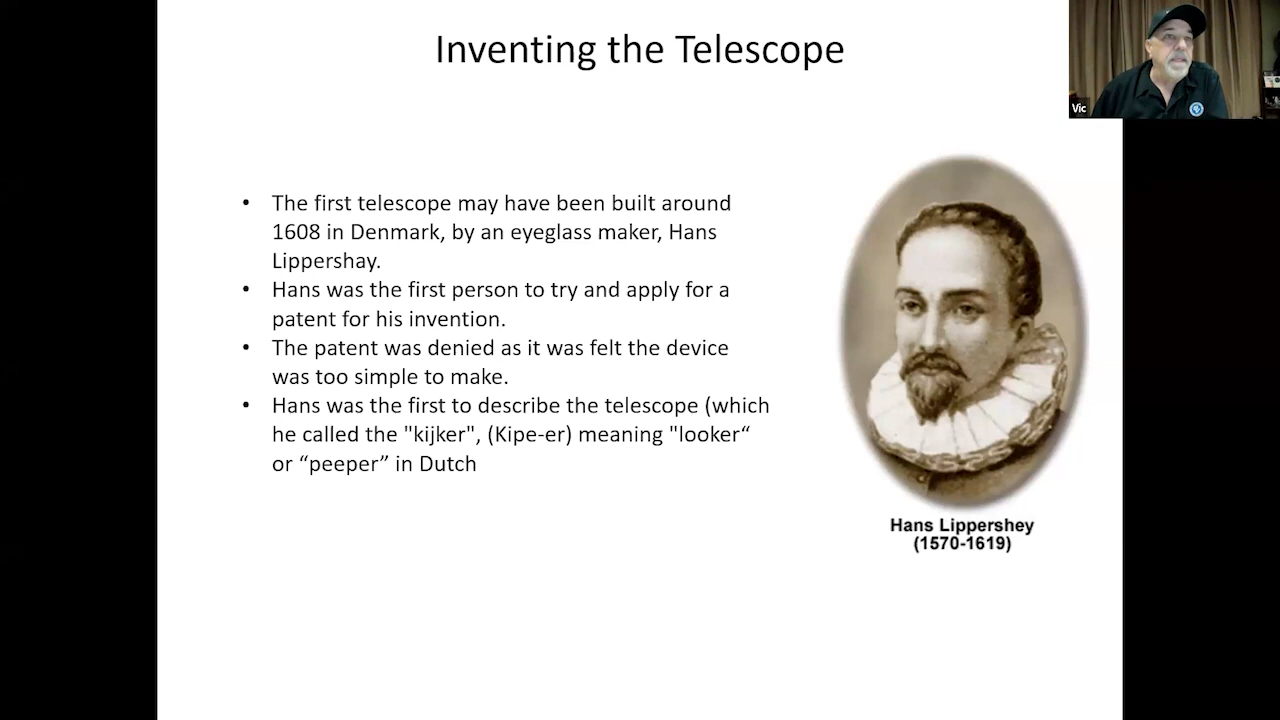 Inventing the Telescope
Vic
• The first telescope may have been built around
1608 in Denmark, by an eyeglass maker, Hans
Lippershay.
• Hans was the first person to try and apply for a
patent for his invention.
• The patent was denied as it was felt the device
was too simple to make.
• Hans was the first to describe the telescope (which
he called the "kijker", (Kipe-er) meaning "looker“
or “peeper” in Dutch
Hans Lippershey
(1570-1619)